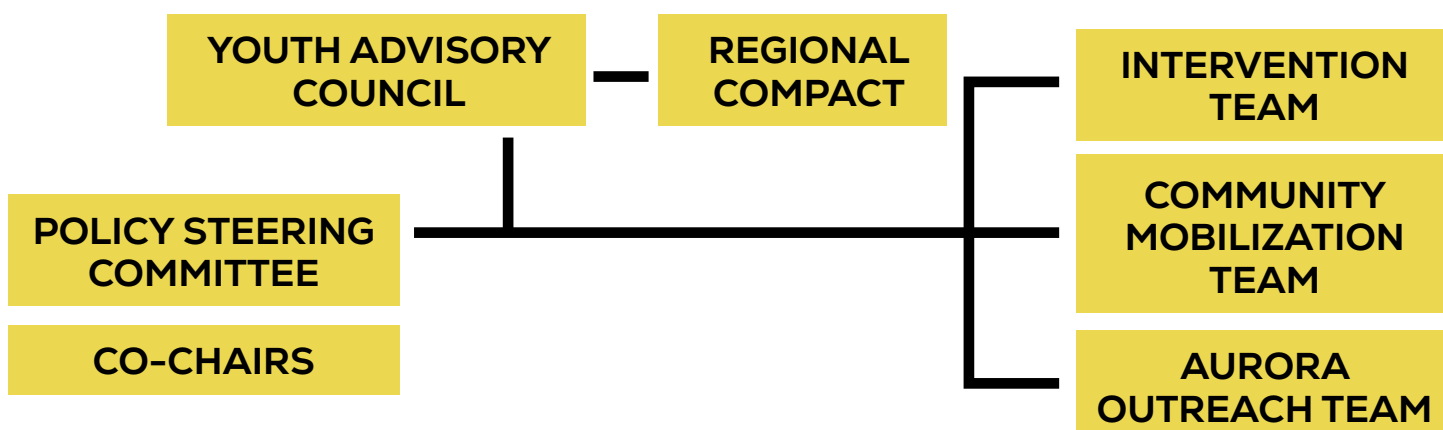 YOUTH ADVISORY
COUNCIL
REGIONAL
COMPACT
INTERVENTION
TEAM
POLICY STEERING
COMMITTEE
COMMUNITY
MOBILIZATION
TEAM
CO-CHAIRS
AURORA
OUTREACH TEAM